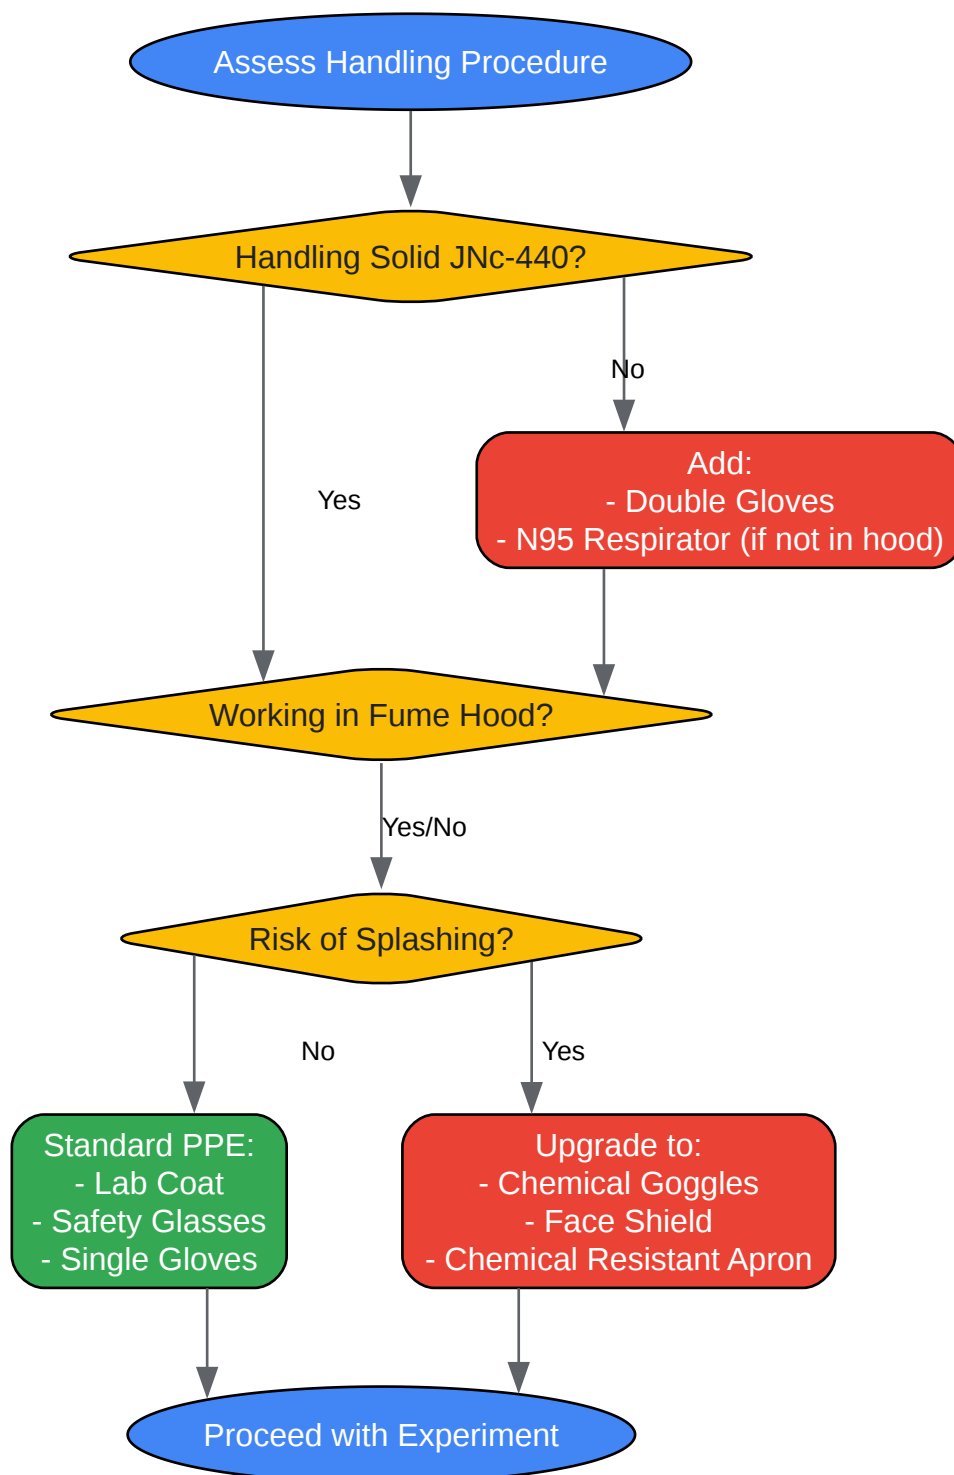 Assess Handling Procedure
Handling Solid JNc-440?
No
Add:
- Double Gloves
- N95 Respirator (if not in hood)
Yes
Working in Fume Hood?
Yes/No
Risk of Splashing?
No
Yes
Standard PPE:
- Lab Coat
- Safety Glasses
- Single Gloves
Upgrade to:
- Chemical Goggles
- Face Shield
- Chemical Resistant Apron
Proceed with Experiment